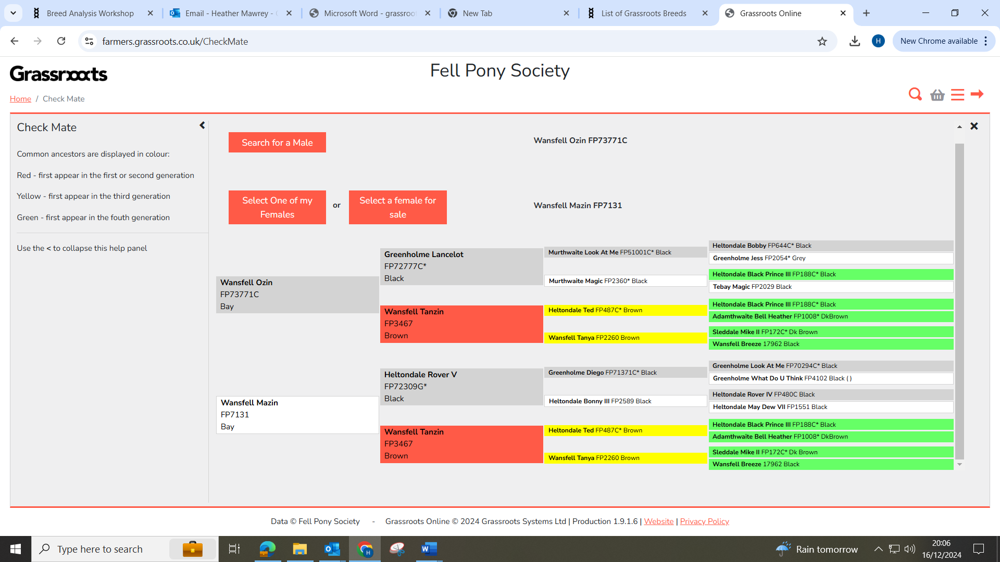 Breed Analysis Workshop
Email - Heather Mawrey -
Microsoft Word - grassroot
New Tab
List of Grassroots Breeds
Grassroots Online
farmers.grassroots.co.uk/CheckMate
H
New Chrome available
Grassroots
Fell Pony Society
Home / Check Mate
Check Mate
Common ancestors are displayed in colour:
Red - first appear in the first or second generation
Yellow - first appear in the third generation
Green - first appear in the fouth generation
Use the < to collapse this help panel
Search for a Male
Wansfell Ozin FP73771C
Select One of my
Females
or
Select a female for
sale
Wansfell Mazin FP7131
Wansfell Ozin
FP73771C
Bay
Greenholme Lancelot
FP72777C*
Black
Murthwaite Look At Me FP51001C* Black
Heltondale Bobby FP644C* Black
Greenholme Jess FP2054* Grey
Murthwaite Magic FP2360* Black
Heltondale Black Prince III FP188C* Black
Tebay Magic FP2029 Black
Wansfell Tanzin
FP3467
Brown
Heltondale Ted FP487C* Brown
Heltondale Black Prince III FP188C* Black
Adamthwaite Bell Heather FP1008* DkBrown
Wansfell Tanya FP2260 Brown
Sleddale Mike II FP172C* Dk Brown
Wansfell Breeze 17962 Black
Wansfell Mazin
FP7131
Bay
Heltondale Rover V
FP72309G*
Black
Greenholme Diego FP71371C* Black
Greenholme Look At Me FP70294C* Black
Greenholme What Do U Think FP4102 Black ( )
Heltondale Bonny III FP2589 Black
Heltondale Rover IV FP480C Black
Heltondale May Dew VII FP1551 Black
Wansfell Tanzin
FP3467
Brown
Heltondale Ted FP487C* Brown
Heltondale Black Prince III FP188C* Black
Adamthwaite Bell Heather FP1008* DkBrown
Wansfell Tanya FP2260 Brown
Sleddale Mike II FP172C* Dk Brown
Wansfell Breeze 17962 Black
Data © Fell Pony Society - Grassroots Online © 2024 Grassroots Systems Ltd | Production 1.9.1.6 | Website | Privacy Policy
Type here to search
Rain tomorrow
20:06
16/12/2024